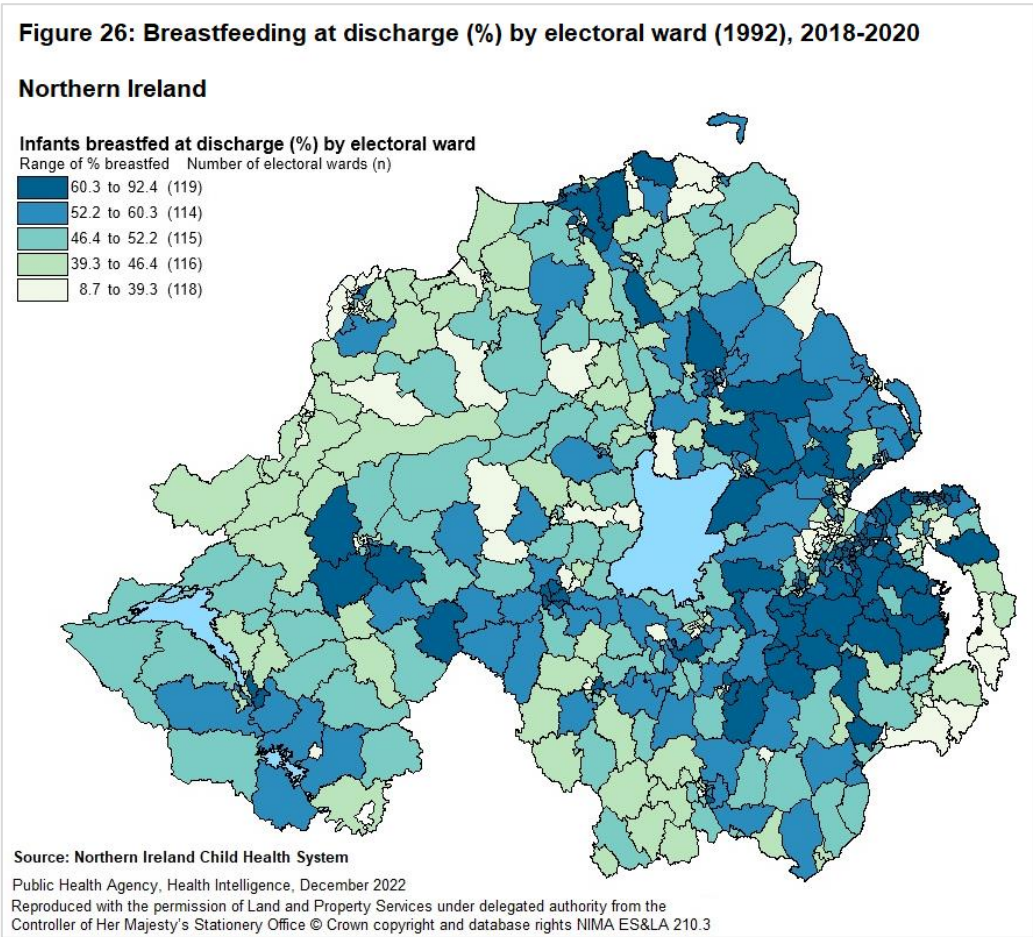 Figure 26: Breastfeeding at discharge (%) by electoral ward (1992), 2018-2020
Northern Ireland
Infants breastfed at discharge (%) by electoral ward
Range of % breastfed Number of electoral wards (n)
60.3 to 92.4 (119)
52.2 to 60.3 (114)
46.4 to 52.2 (115)
39.3 to 46.4 (116)
8.7 to 39.3 (118)
Source: Northern Ireland Child Health System
Public Health Agency, Health Intelligence, December 2022
Reproduced with the permission of Land and Property Services under delegated authority from the
Controller of Her Majesty's Stationery Office © Crown copyright and database rights NIMA ES&LA 210.3